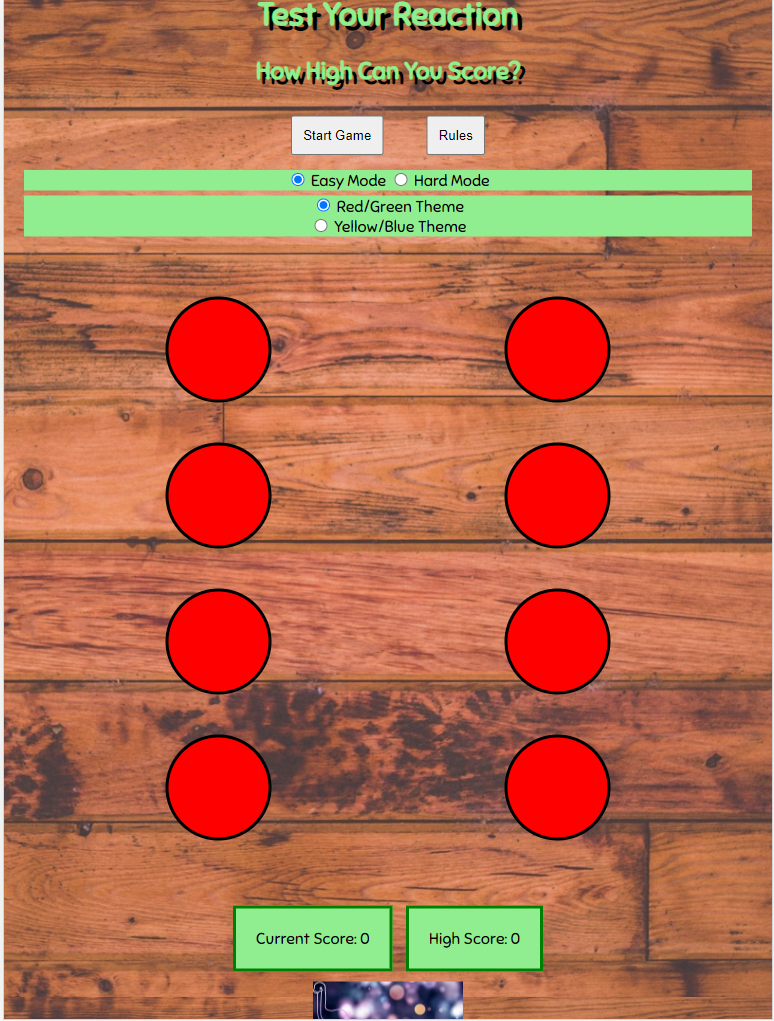 Test Your Reaction
How High Can You Score?
Start Game
Rules
Easy Mode Hard Mode
Red/Green Theme
Yellow/Blue Theme
Current Score: 0
High Score: 0